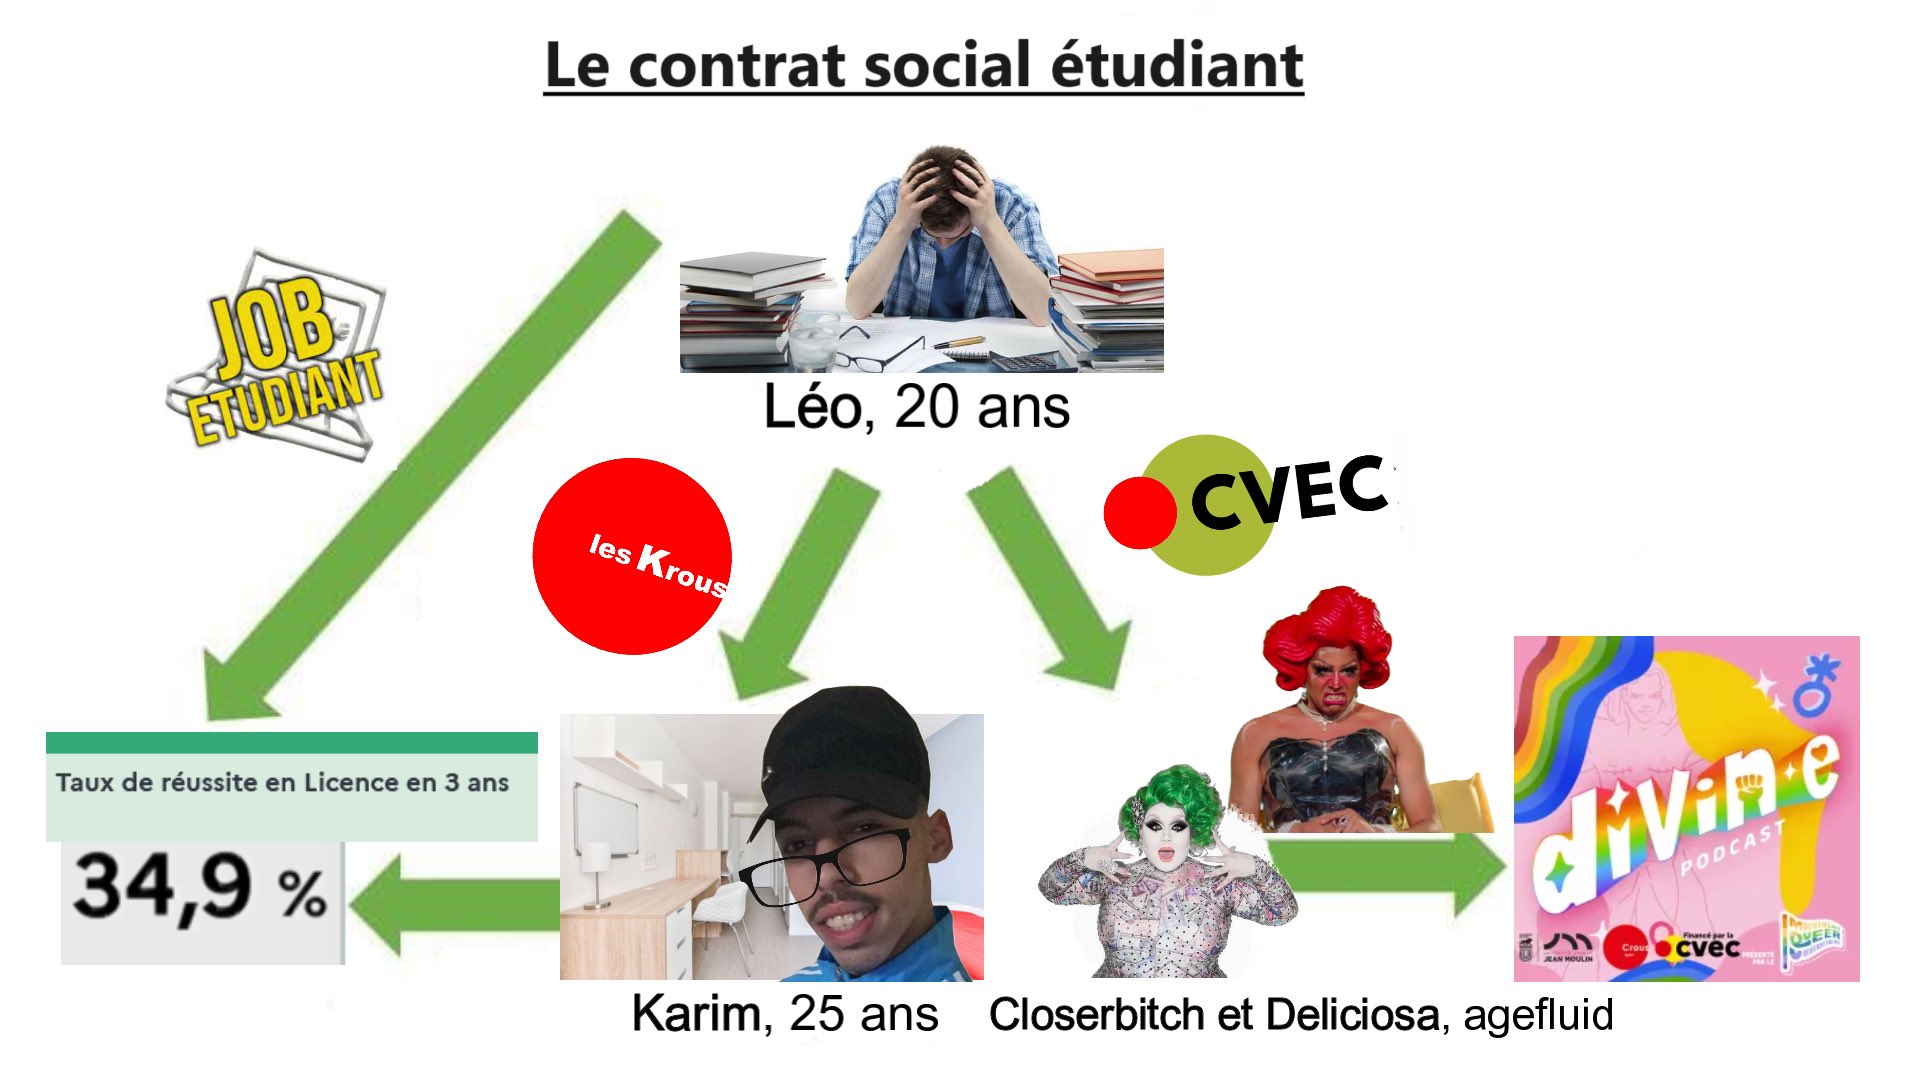 Le contrat social étudiant
JOB
ETUDIANT
Léo, 20 ans
les Krous
CVEC
Taux de réussite en Licence en 3 ans
34,9 %
divin·e
PODCAST
JEAN MOULIN
Crous
Financé par la
cvec
PRÉSENTÉ
PAR LE
QUEER
Karim, 25 ans
Closerbitch et Deliciosa, agefluid